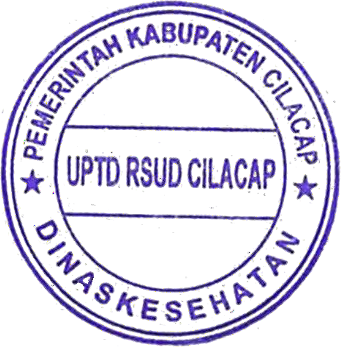 PEMERINTAH KABUPATEN CILACAP
UPTD RSUD CILACAP
DINASKESEHATAN